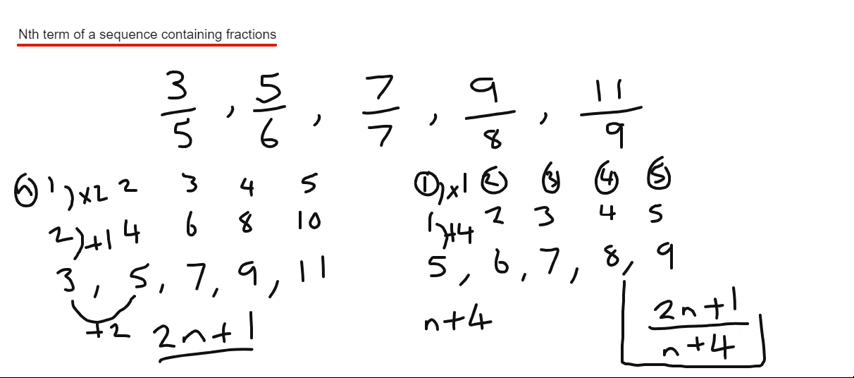 Nth term of a sequence containing fractions
3/5 , 5/6 , 7/7 , 9/8 , 11/9
n 1 ) ×2 2 3 4 5
2 ) +1 4 6 8 10
3 , 5 , 7 , 9 , 11
+2 2n+1
1 ) ×1 2 3 4 5
1 ) +4 2 3 4 5
5 , 6 , 7 , 8 , 9
n+4
2n+1
n+4